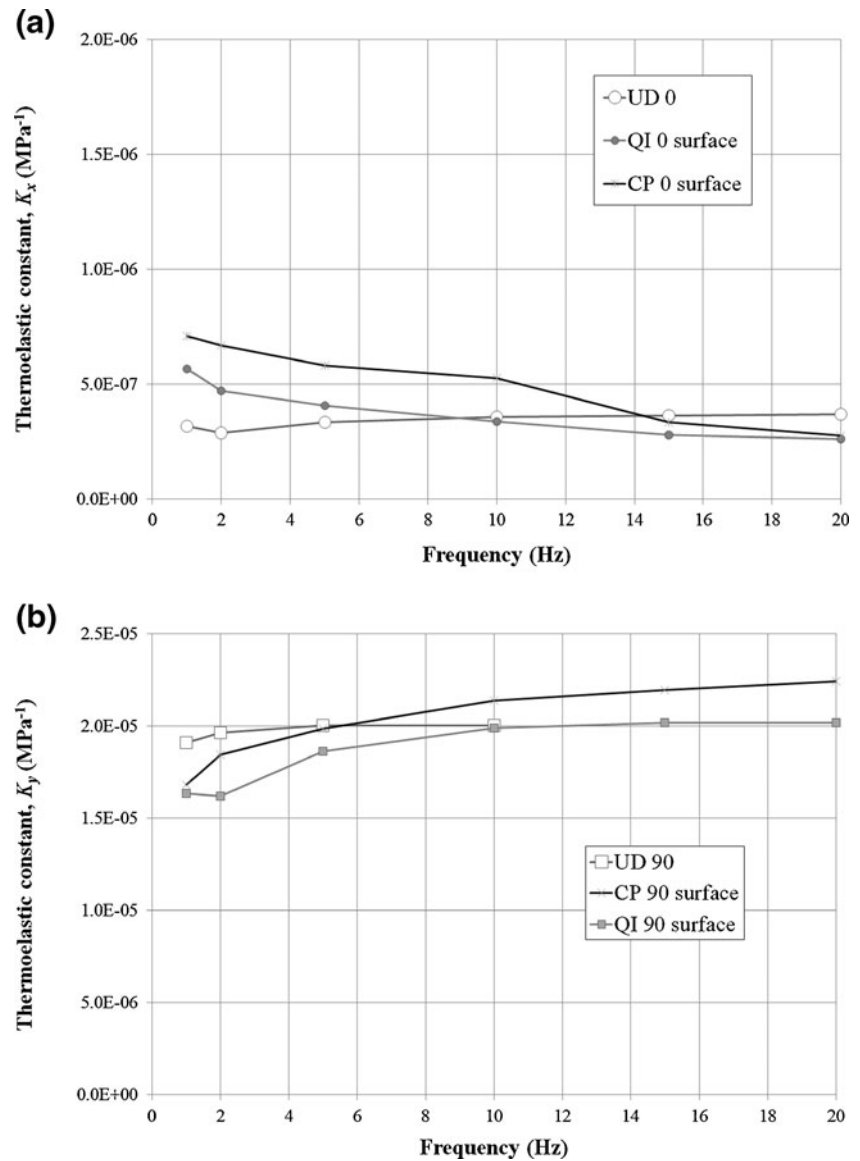 (a)
2.0E-06
1.5E-06
1.0E-06
5.0E-07
0.0E+00
Thernoelastic constant, Kx (MPa-1)
UD 0
QI 0 surface
CP 0 surface
0 2 4 6 8 10 12 14 16 18 20
Frequency (Hz)
(b)
2.5E-05
2.0E-05
1.5E-05
1.0E-05
5.0E-06
0.0E+00
Thermoelastic constant, Ky (MPa-1)
UD 90
CP 90 surface
QI 90 surface
0 2 4 6 8 10 12 14 16 18 20
Frequency (Hz)